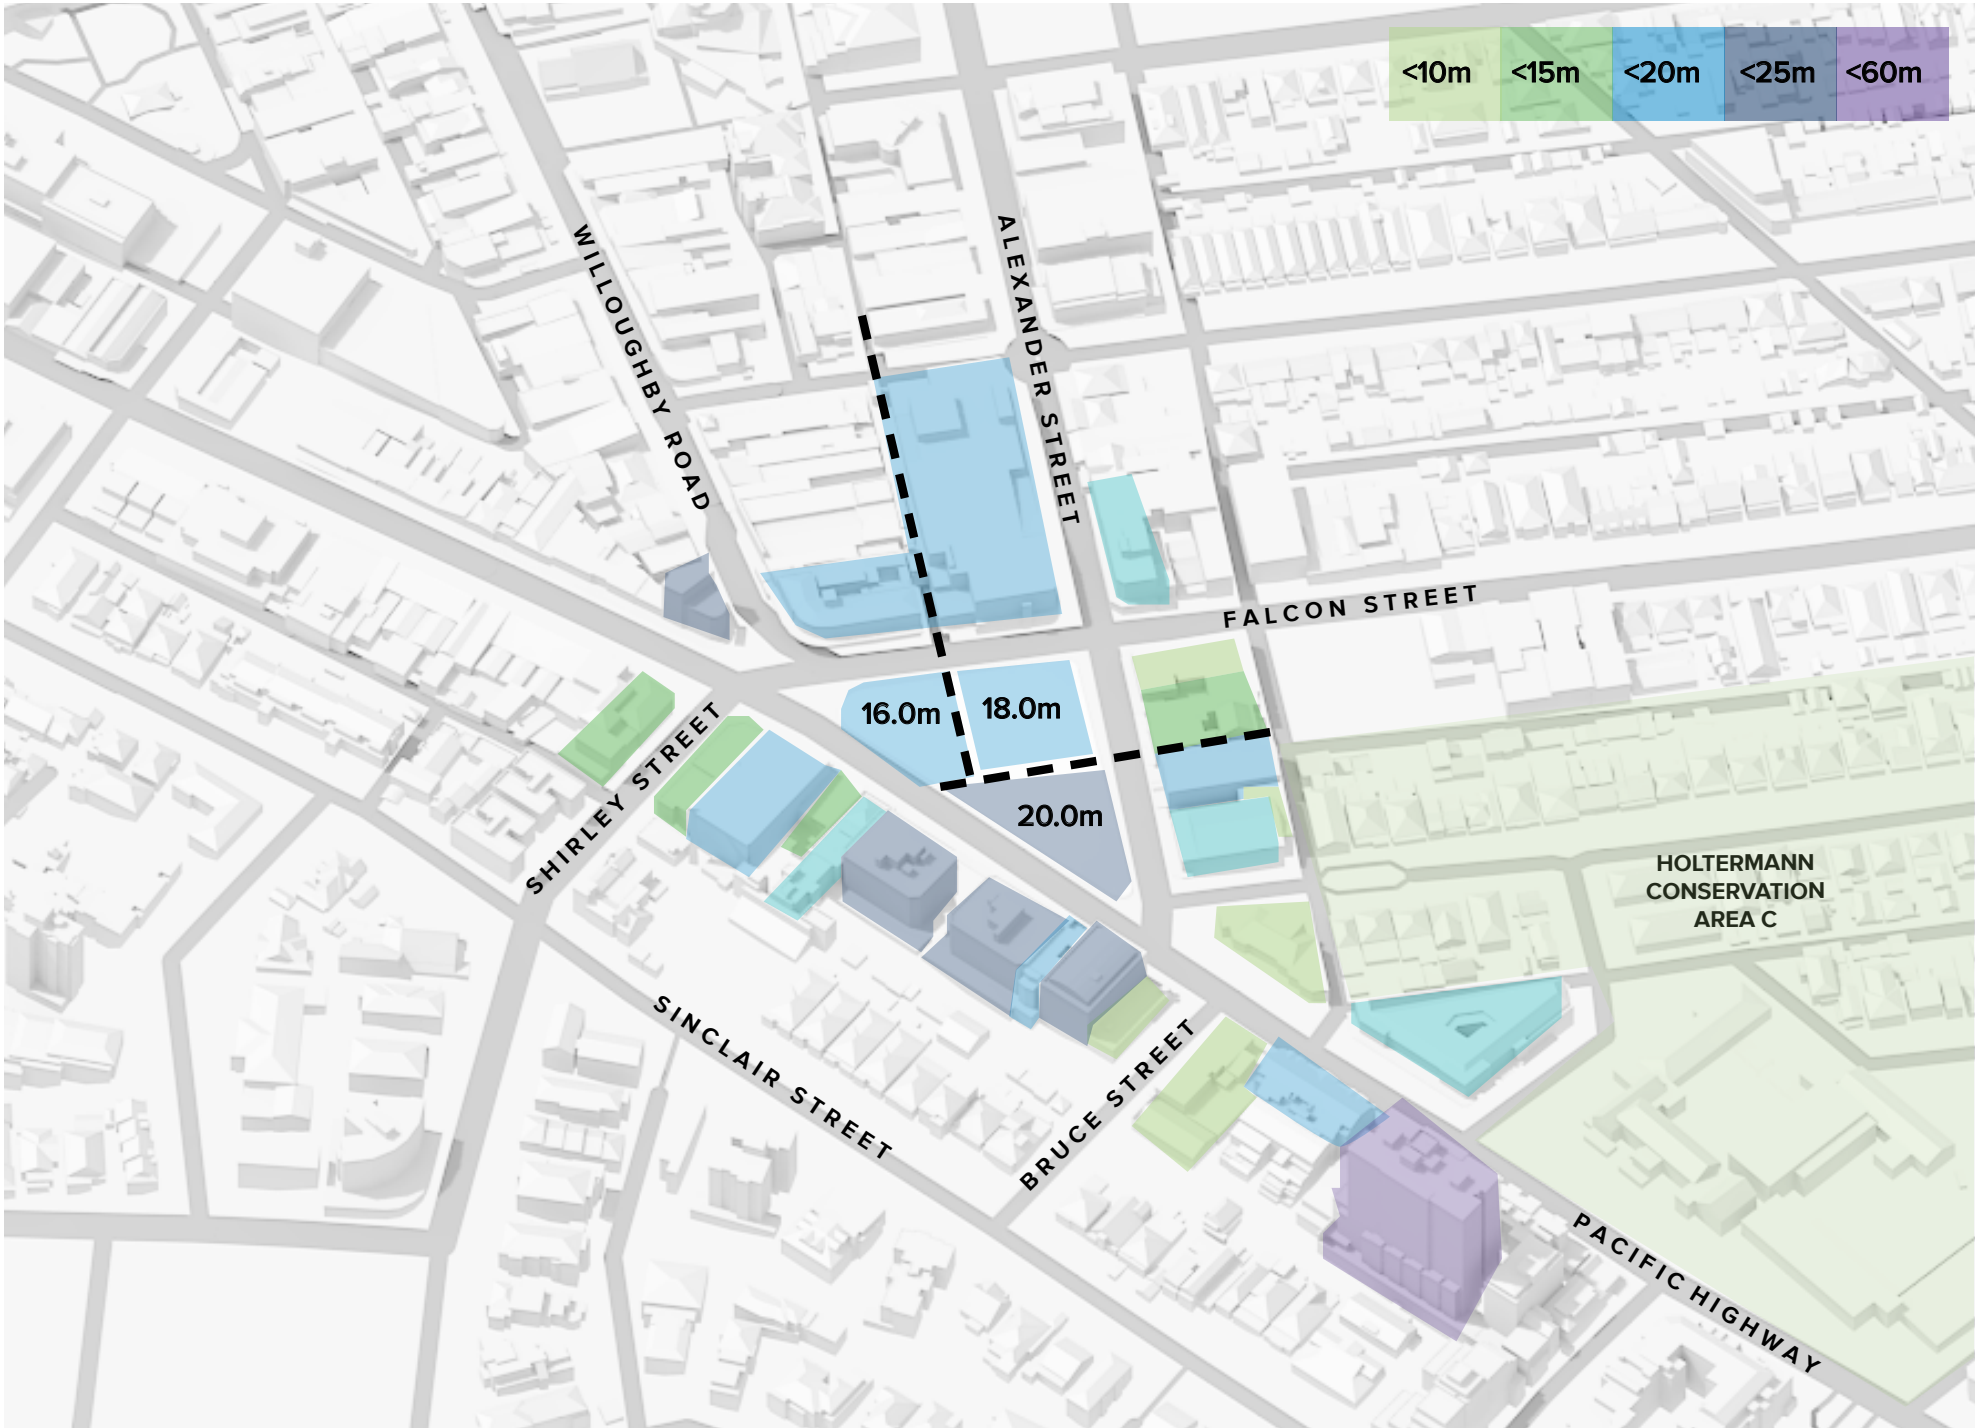 <10m <15m <20m <25m <60m
WILLOUGHBY ROAD
ALEXANDER STREET
FALCON STREET
16.0m
18.0m
20.0m
SHIRLEY STREET
HOLTERMANN
CONSERVATION
AREA C
SINCLAIR STREET
BRUCE STREET
PACIFIC HIGHWAY